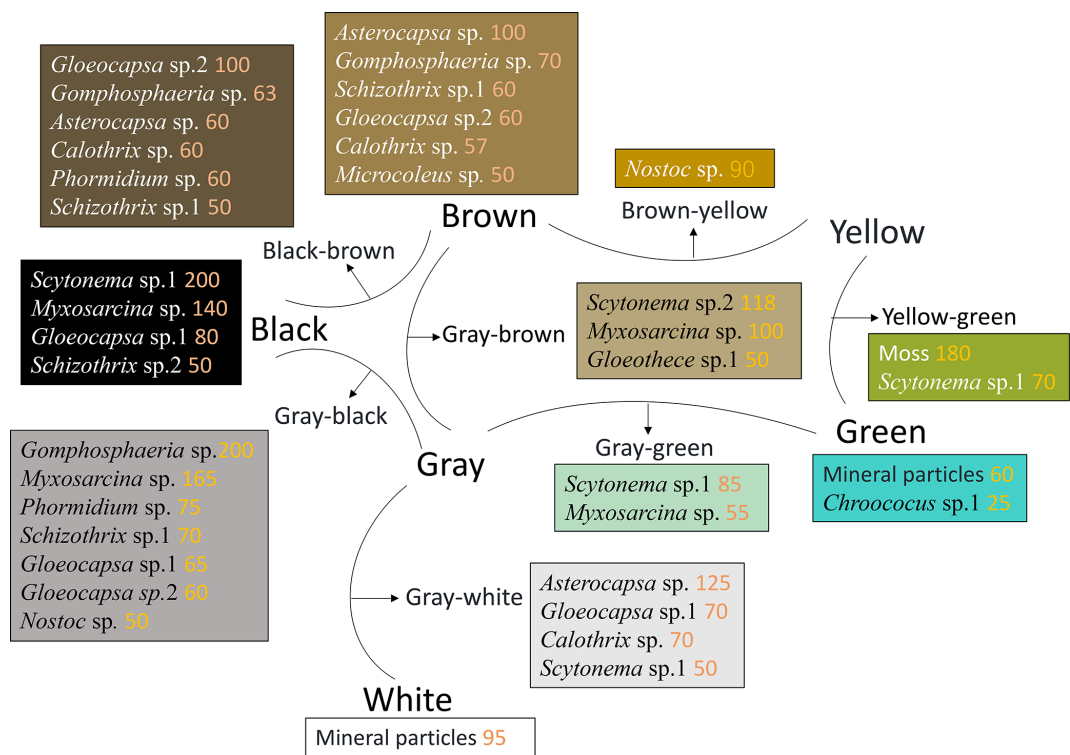 Gloeocapsa sp.2 100
Gomphosphaeria sp. 63
Asterocapsa sp. 60
Calothrix sp. 60
Phormidium sp. 60
Schizothrix sp.1 50
Asterocapsa sp. 100
Gomphosphaeria sp. 70
Schizothrix sp.1 60
Gloeocapsa sp.2 60
Calothrix sp. 57
Microcoleus sp. 50
Nostoc sp. 90
Brown
Brown-yellow
Yellow
Black-brown
Scytonema sp.1 200
Myxosarcina sp. 140
Gloeocapsa sp.1 80
Schizothrix sp.2 50
Black
Gray-brown
Scytonema sp.2 118
Myxosarcina sp. 100
Gloeothece sp.1 50
Yellow-green
Moss 180
Scytonema sp.1 70
Gray-black
Gray
Gray-green
Green
Gomphosphaeria sp.200
Myxosarcina sp. 165
Phormidium sp. 75
Schizothrix sp.1 70
Gloeocapsa sp.1 65
Gloeocapsa sp.2 60
Nostoc sp. 50
Scytonema sp.1 85
Myxosarcina sp. 55
Mineral particles 60
Chroococus sp.1 25
Gray-white
Asterocapsa sp. 125
Gloeocapsa sp.1 70
Calothrix sp. 70
Scytonema sp.1 50
White
Mineral particles 95